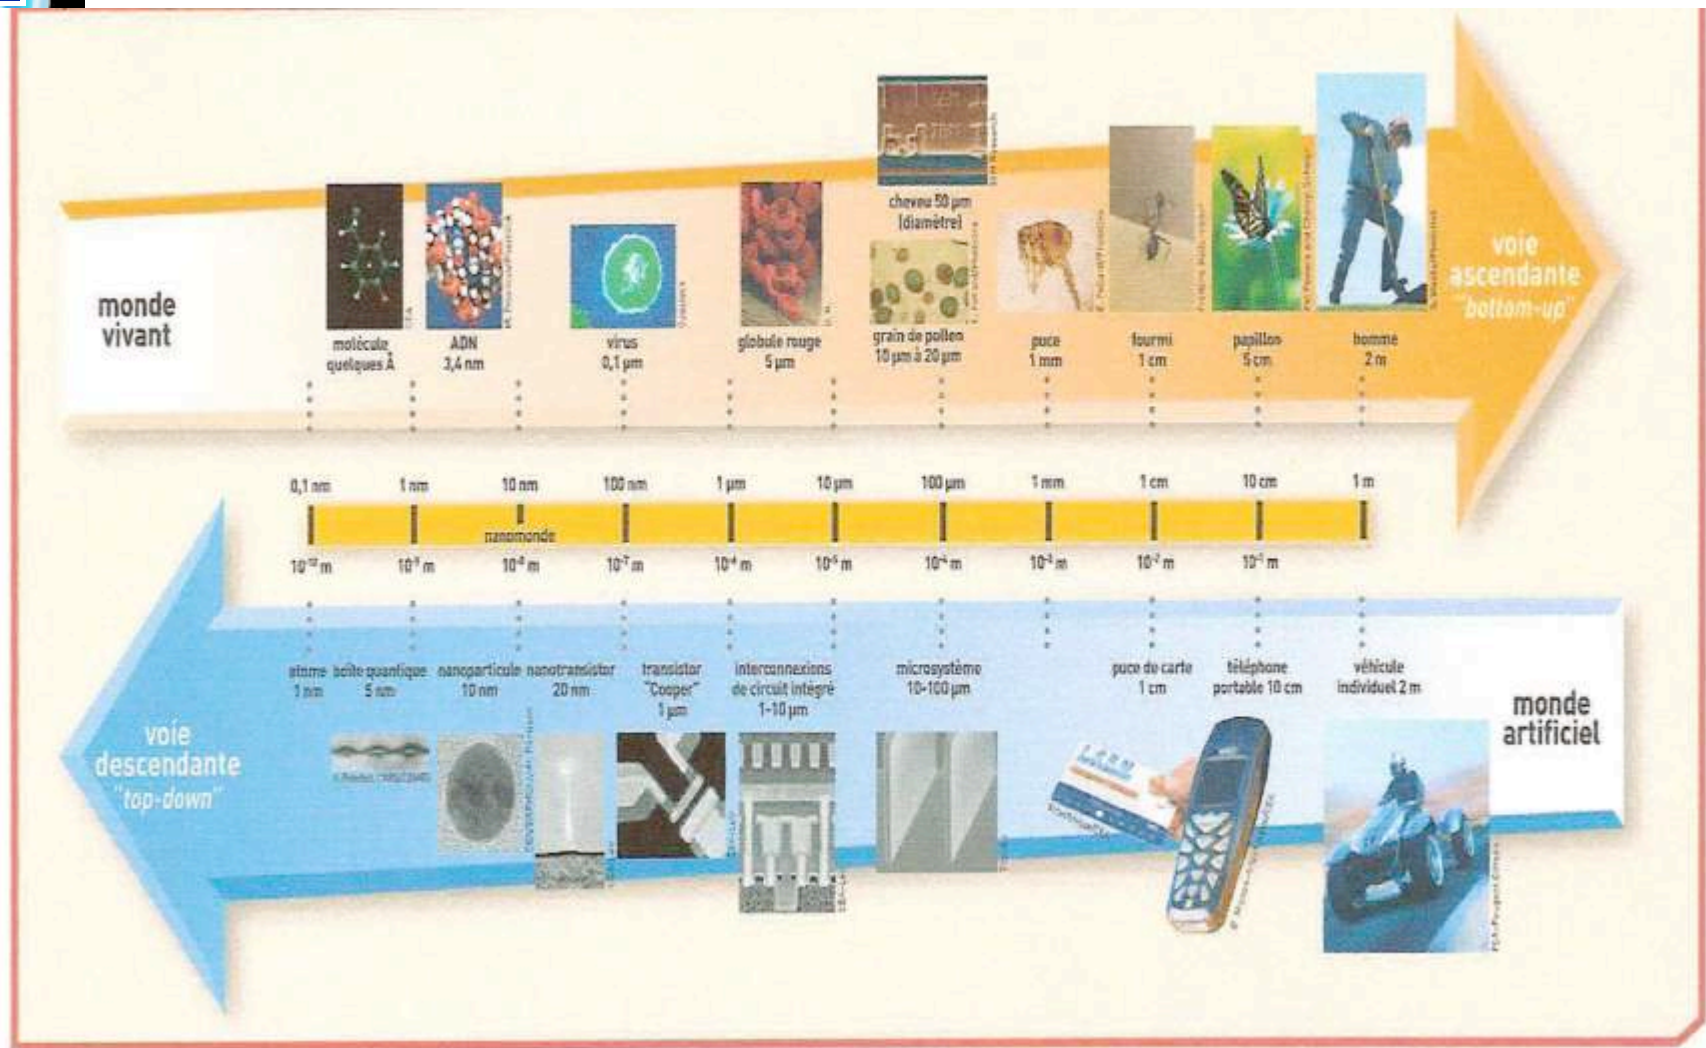 monde
vivant
molécule
quelques Å
ADN
3,4 nm
virus
0,1 µm
globule rouge
5 µm
cheveu 50 µm
(diamètre)
grain de pollen
10 µm à 20 µm
puce
1 mm
fourmi
1 cm
papillon
5 cm
homme
2 m
voie
ascendante
"bottom-up"
0,1 nm
1 nm
10 nm
100 nm
1 µm
10 µm
100 µm
1 mm
1 cm
10 cm
1 m
nanomonde
10⁻¹⁰ m
10⁻⁹ m
10⁻⁸ m
10⁻⁷ m
10⁻⁶ m
10⁻⁵ m
10⁻⁴ m
10⁻³ m
10⁻² m
10⁻¹ m
voie
descendante
"top-down"
atome
1 nm
boîte quantique
5 nm
nanoparticule
10 nm
nanotransistor
20 nm
transistor
"Cooper"
1 µm
interconnexions
de circuit intégré
1-10 µm
microsystème
10-100 µm
puce de carte
1 cm
téléphone
portable 10 cm
véhicule
individuel 2 m
monde
artificiel